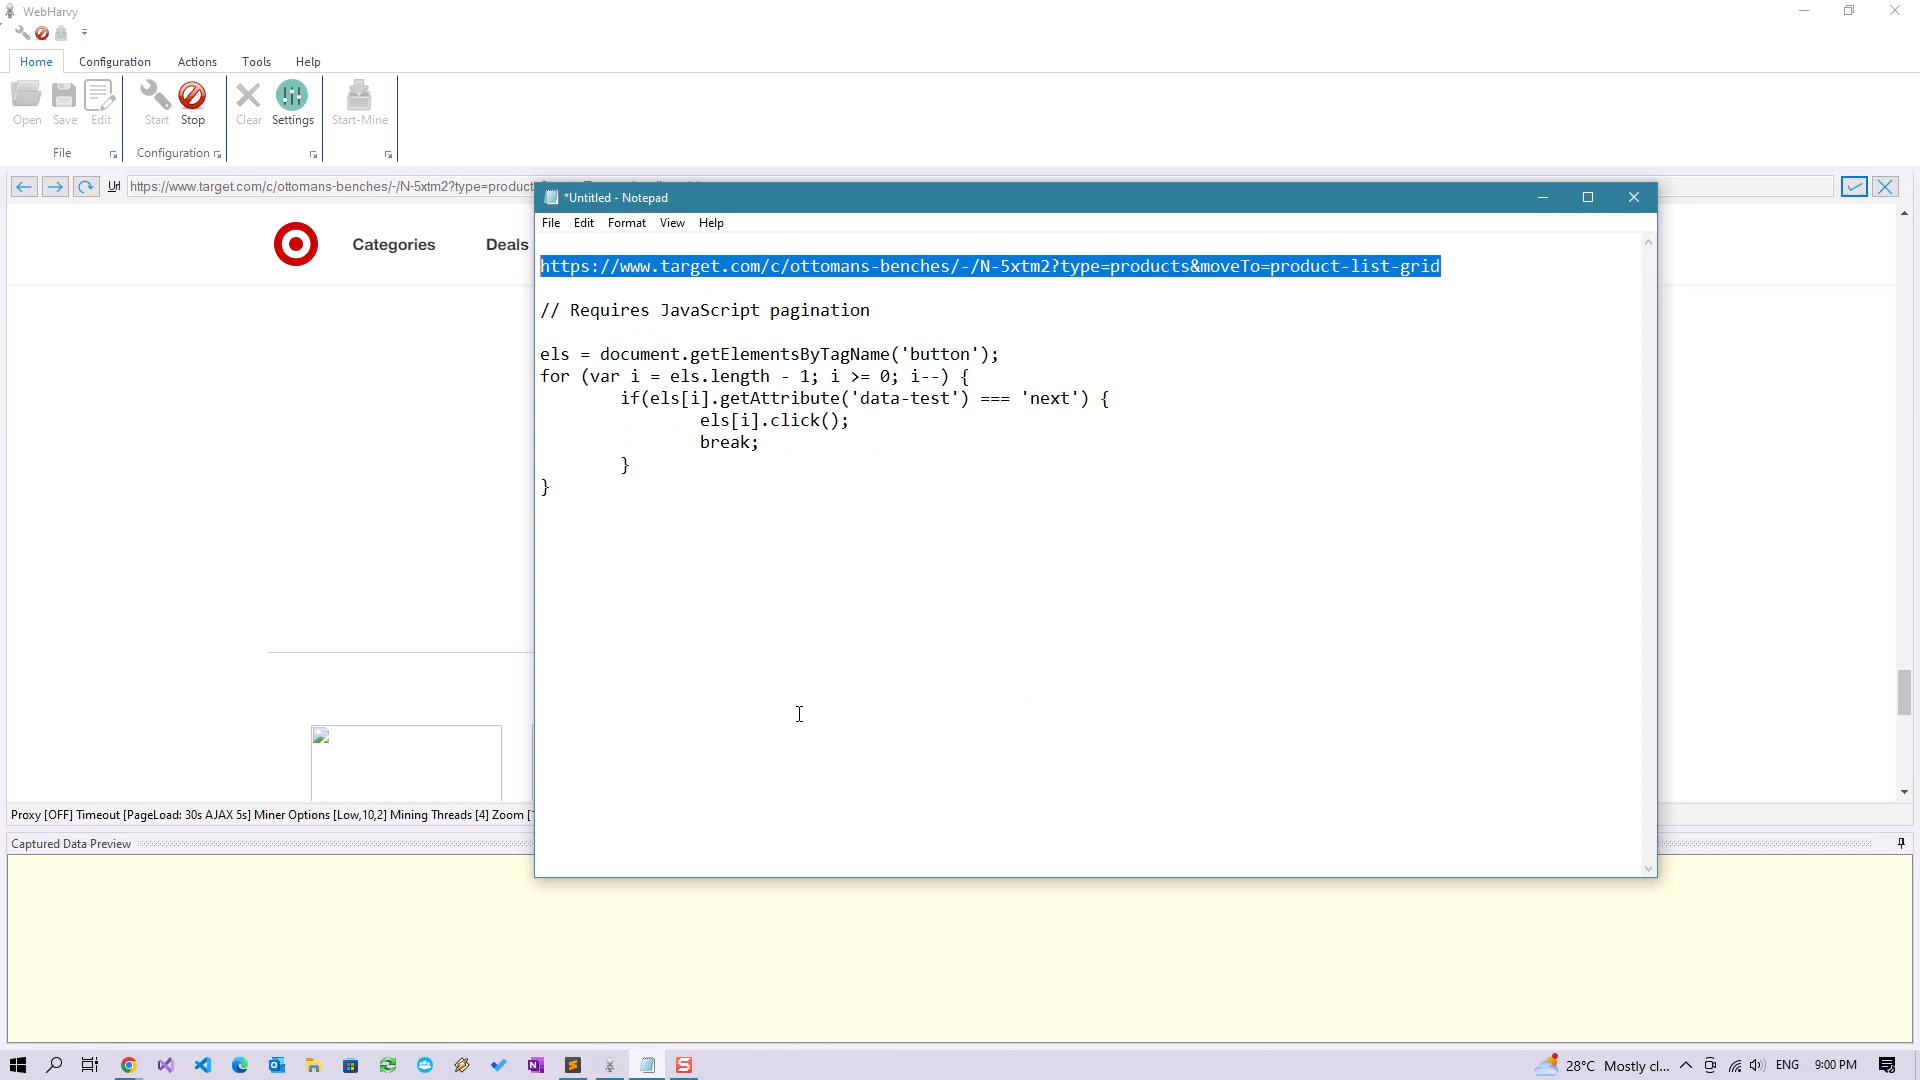 WebHarvy
Home Configuration Actions Tools Help
Open Save Edit Start Stop Clear Settings Start-Mine
File Configuration
Url https://www.target.com/c/ottomans-benches/-/N-5xtm2?type=product
*Untitled - Notepad
File Edit Format View Help
Categories Deals
https://www.target.com/c/ottomans-benches/-/N-5xtm2?type=products&moveTo=product-list-grid
// Requires JavaScript pagination
els = document.getElementsByTagName('button');
for (var i = els.length - 1; i >= 0; i--) {
if(els[i].getAttribute('data-test') === 'next') {
els[i].click();
break;
}
}
Proxy [OFF] Timeout [PageLoad: 30s AJAX 5s] Miner Options [Low,10,2] Mining Threads [4] Zoom [
Captured Data Preview
28°C Mostly cl... ENG 9:00 PM